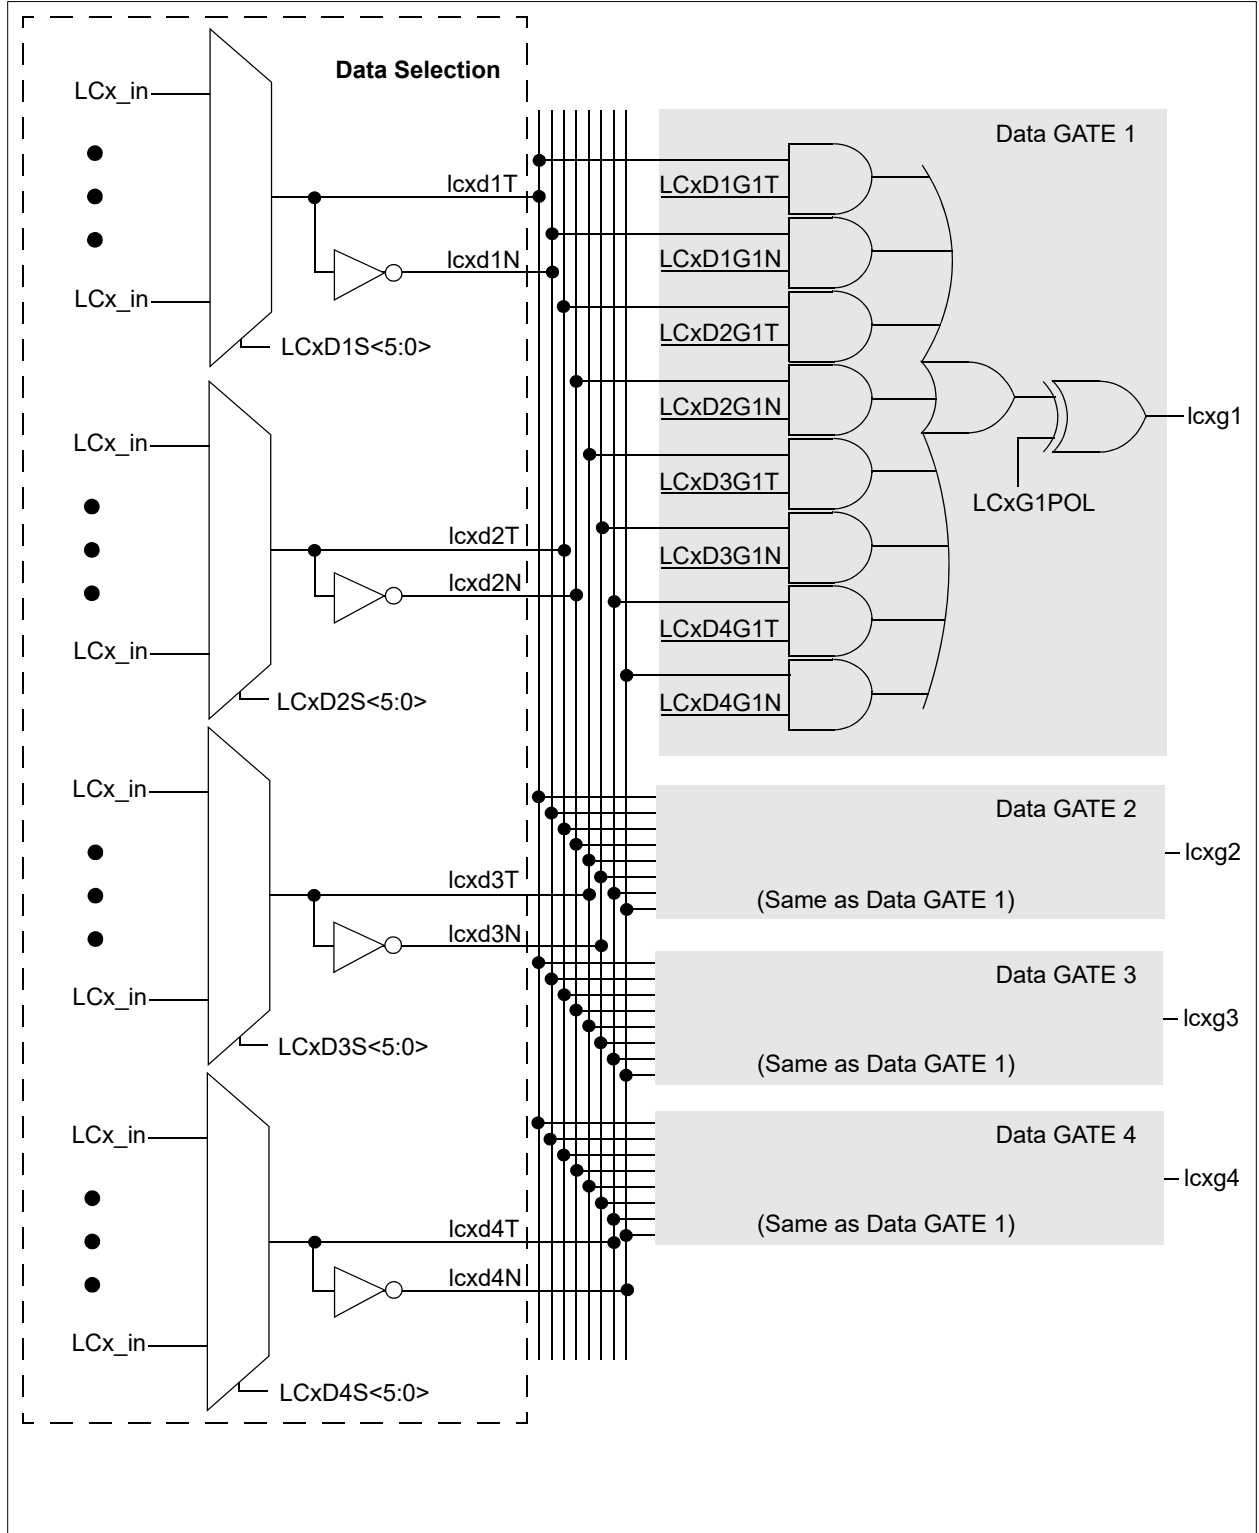 Data Selection
LCx_in
LCx_in
LCxD1S<5:0>
lcxd1T
lcxd1N
LCx_in
LCx_in
LCxD2S<5:0>
lcxd2T
lcxd2N
LCx_in
LCx_in
LCxD3S<5:0>
lcxd3T
lcxd3N
LCx_in
LCx_in
LCxD4S<5:0>
lcxd4T
lcxd4N
Data GATE 1
LCxD1G1T
LCxD1G1N
LCxD2G1T
LCxD2G1N
LCxD3G1T
LCxD3G1N
LCxD4G1T
LCxD4G1N
LCxG1POL
lcxg1
Data GATE 2
(Same as Data GATE 1)
lcxg2
Data GATE 3
(Same as Data GATE 1)
lcxg3
Data GATE 4
(Same as Data GATE 1)
lcxg4